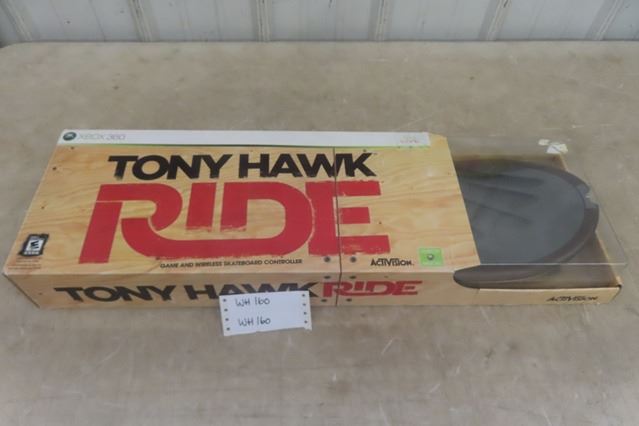 XBOX 360
LIVE
TONY HAWK
RIDE
GAME AND WIRELESS SKATEBOARD CONTROLLER
ACTIVISION.
E
TONY HAWK RIDE
ACTIVISION
WH 160
WH 160